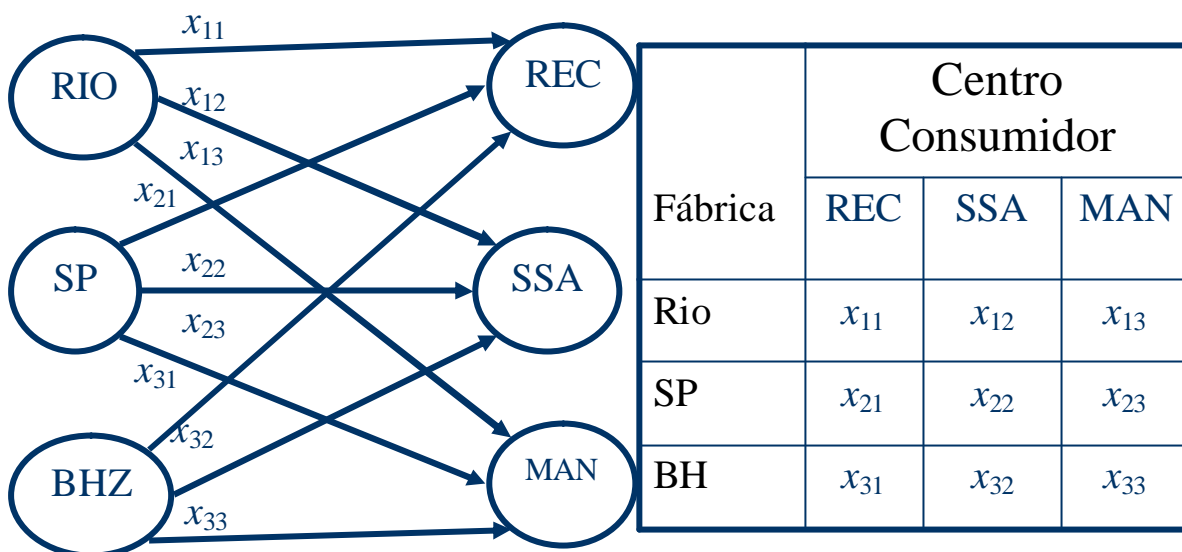 x₁₁
RIO
REC
x₁₂
x₁₃
x₂₁
SP
x₂₂
SSA
x₂₃
x₃₁
x₃₂
BHZ
MAN
x₃₃
Centro
Consumidor
Fábrica REC SSA MAN
Rio x₁₁ x₁₂ x₁₃
SP x₂₁ x₂₂ x₂₃
BH x₃₁ x₃₂ x₃₃